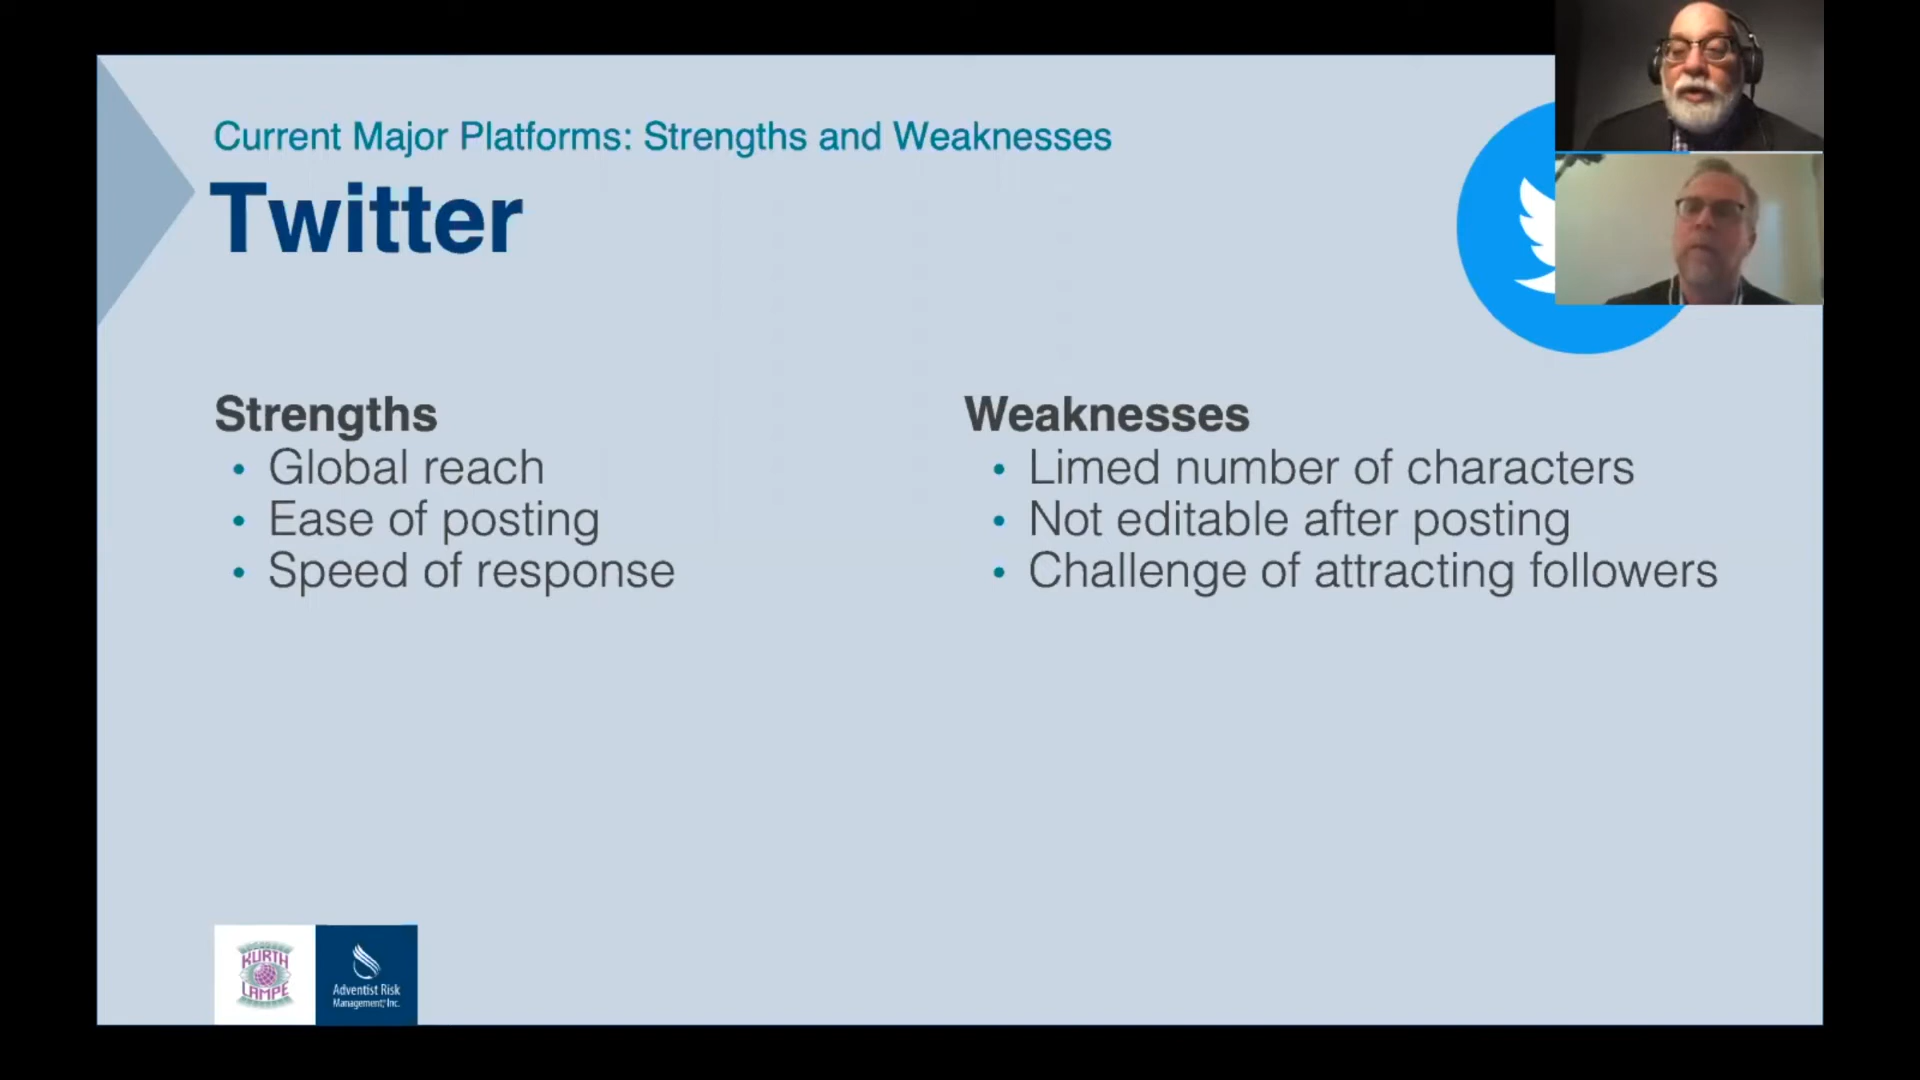 Current Major Platforms: Strengths and Weaknesses
Twitter
Strengths
• Global reach
• Ease of posting
• Speed of response
Weaknesses
• Limed number of characters
• Not editable after posting
• Challenge of attracting followers
KURTH
LAMPE
Adventist Risk
Management, Inc.